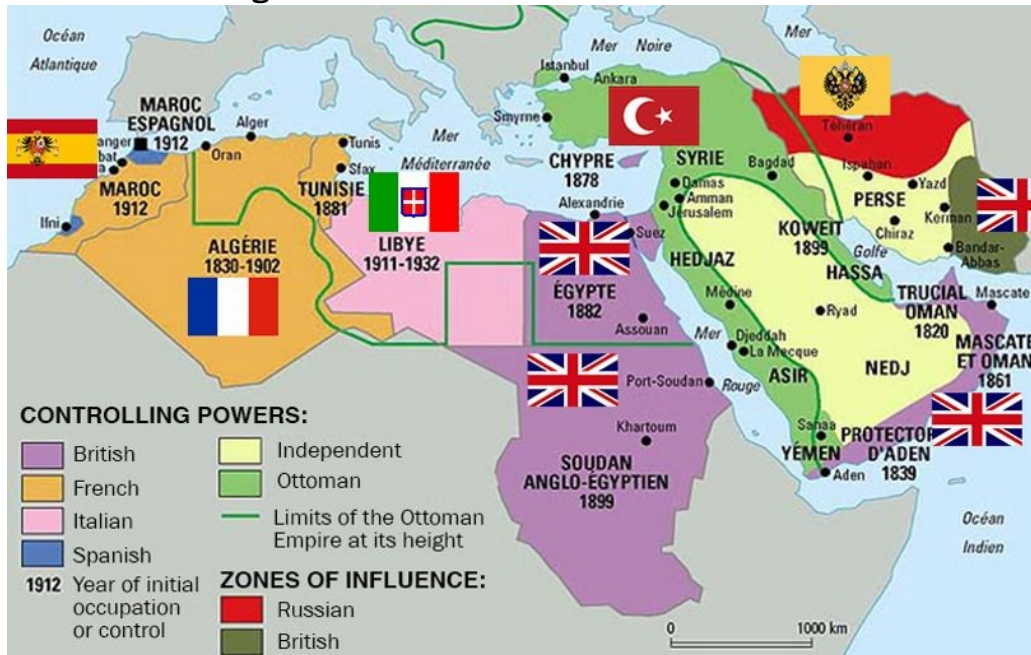 Océan
Atlantique
Mer Noire
Mer
Istanbul
Ankara
Smyrne
MAROC
ESPAGNOL
1912
Alger
Oran
Tunis
Sfax
Mer
Méditerranée
CHYPRE
1878
SYRIE
Bagdad
Téhéran
Ispahan
Yazd
PERSE
Kerman
Chiraz
Bandar-
Abbas
anger
bat
a
MAROC
1912
Ifni
TUNISIE
1881
Alexandrie
Damas
Amman
Jérusalem
Suez
KOWEIT
1899
Golfe
ALGÉRIE
1830-1902
LIBYE
1911-1932
ÉGYPTE
1882
Assouan
HEDJAZ
HASSA
Médine
Ryad
TRUCIAL
OMAN
1820
Mascate
MASCATE
ET OMAN
1861
Mer
Rouge
Djeddah
La Mecque
ASIR
NEDJ
Port-Soudan
Khartoum
SOUDAN
ANGLO-ÉGYPTIEN
1899
Sanaa
YÉMEN
Aden
PROTECTOR
D'ADEN
1839
Océan
Indien
CONTROLLING POWERS:
British
French
Italian
Spanish
1912 Year of initial
occupation
or control
Independent
Ottoman
Limits of the Ottoman
Empire at its height
ZONES OF INFLUENCE:
Russian
British
0 1000 km